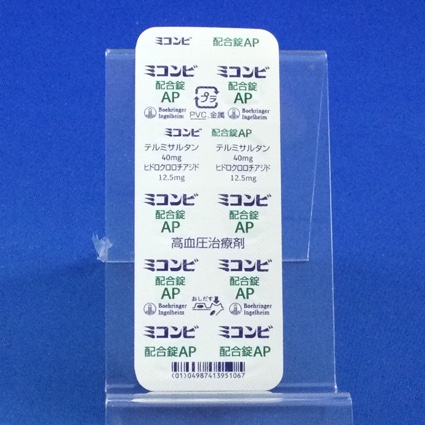 ミコンビ 配合錠AP
ミコンビ ミコンビ
配合錠 配合錠
AP AP
Boehringer Ingelheim プラ Boehringer Ingelheim
PVC, 金属
ミコンビ 配合錠AP
テルミサルタン テルミサルタン
40mg 40mg
ヒドロクロロチアジド ヒドロクロロチアジド
12.5mg 12.5mg
ミコンビ ミコンビ
配合錠 配合錠
AP AP
高血圧治療剤
ミコンビ ミコンビ
配合錠 配合錠
AP AP
Boehringer Ingelheim おしだす Boehringer Ingelheim
ミコンビ ミコンビ
配合錠AP 配合錠AP
(01)04987413951067